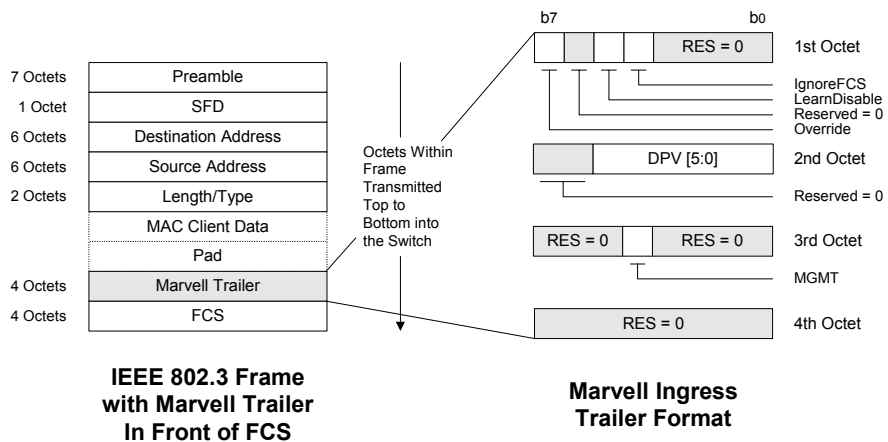 7 Octets Preamble
1 Octet SFD
6 Octets Destination Address
6 Octets Source Address
2 Octets Length/Type
MAC Client Data
Pad
4 Octets Marvell Trailer
4 Octets FCS
IEEE 802.3 Frame
with Marvell Trailer
In Front of FCS
Octets Within
Frame
Transmitted
Top to
Bottom into
the Switch
b7 b0
RES = 0 1st Octet
IgnoreFCS
LearnDisable
Reserved = 0
Override
DPV [5:0] 2nd Octet
Reserved = 0
RES = 0 RES = 0 3rd Octet
MGMT
RES = 0 4th Octet
Marvell Ingress
Trailer Format